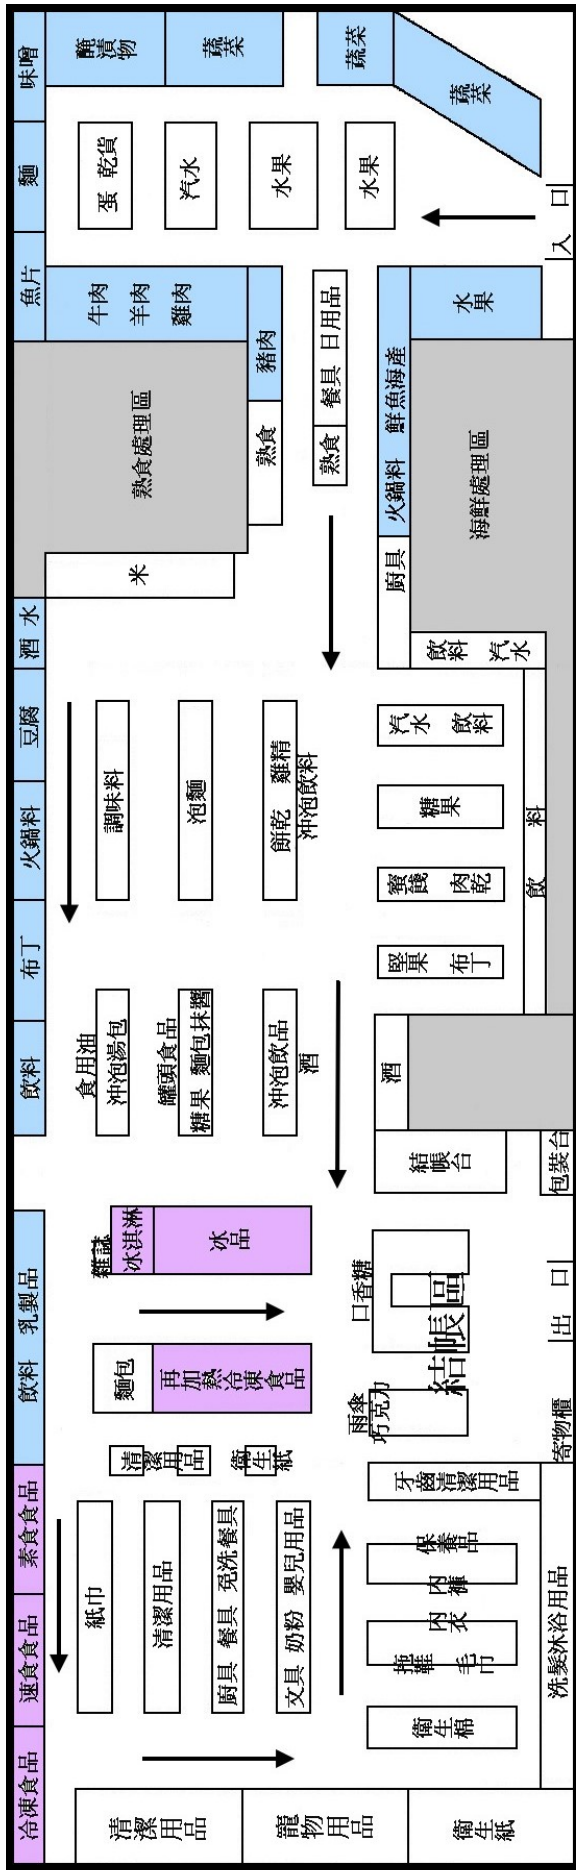 冷凍食品
速食食品
素食食品
飲料 乳製品
飲料
布丁
火鍋料
豆腐
酒 水
魚片
麵
味噌
清潔用品
寵物用品
衛生紙
紙巾
清潔用品
廚具 餐具 免洗餐具
文具 奶粉 嬰兒用品
清潔用品
衛生紙
麵包
再加熱冷凍食品
雜誌
冰淇淋
冰品
食用油
沖泡湯包
罐頭食品
糖果 麵包抹醬
沖泡飲品
酒
調味料
泡麵
餅乾 雞精
沖泡飲料
米
熟食處理區
熟食
豬肉
牛肉
羊肉
雞肉
熟食
餐具 日用品
蛋 乾貨
汽水
水果
水果
醃漬物
蔬菜
蔬菜
蔬菜
衛生棉
拖鞋 毛巾
內衣
內褲
保養品
牙齒清潔用品
洗髮沐浴用品
雨傘
巧克力
口香糖
結帳區
結帳台
包裝台
寄物櫃
出口
酒
堅果 布丁
蜜餞 肉乾
糖果
汽水 飲料
飲料
飲料 汽水
廚具
火鍋料 鮮魚海產
海鮮處理區
水果
入口